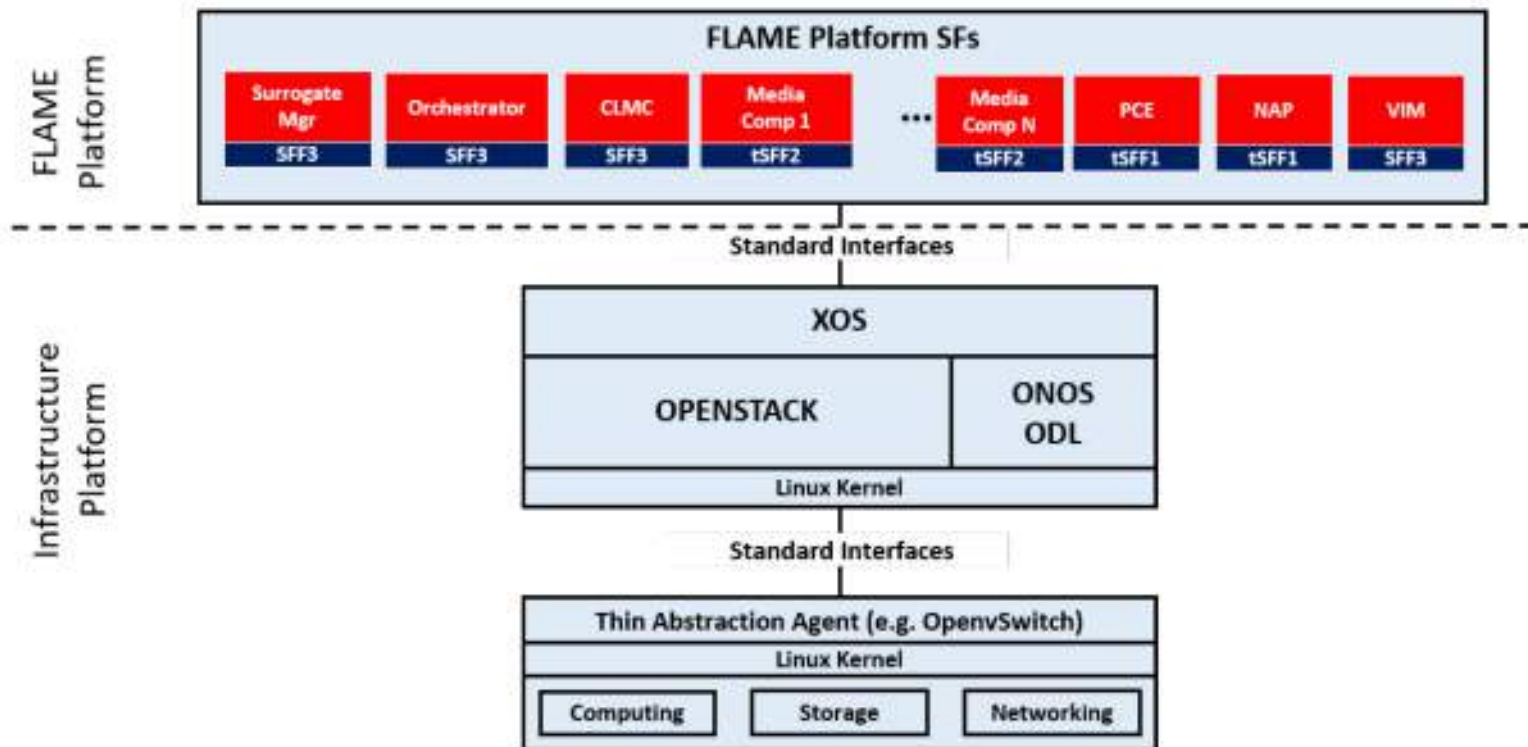 FLAME Platform SFs
Surrogate
Mgr
SFF3
Orchestrator
SFF3
CLMC
SFF3
Media
Comp 1
tSFF2
...
Media
Comp N
tSFF2
PCE
tSFF1
NAP
tSFF1
VIM
SFF3
FLAME
Platform
Standard Interfaces
XOS
OPENSTACK
ONOS
ODL
Linux Kernel
Infrastructure
Platform
Standard Interfaces
Thin Abstraction Agent (e.g. OpenvSwitch)
Linux Kernel
Computing
Storage
Networking